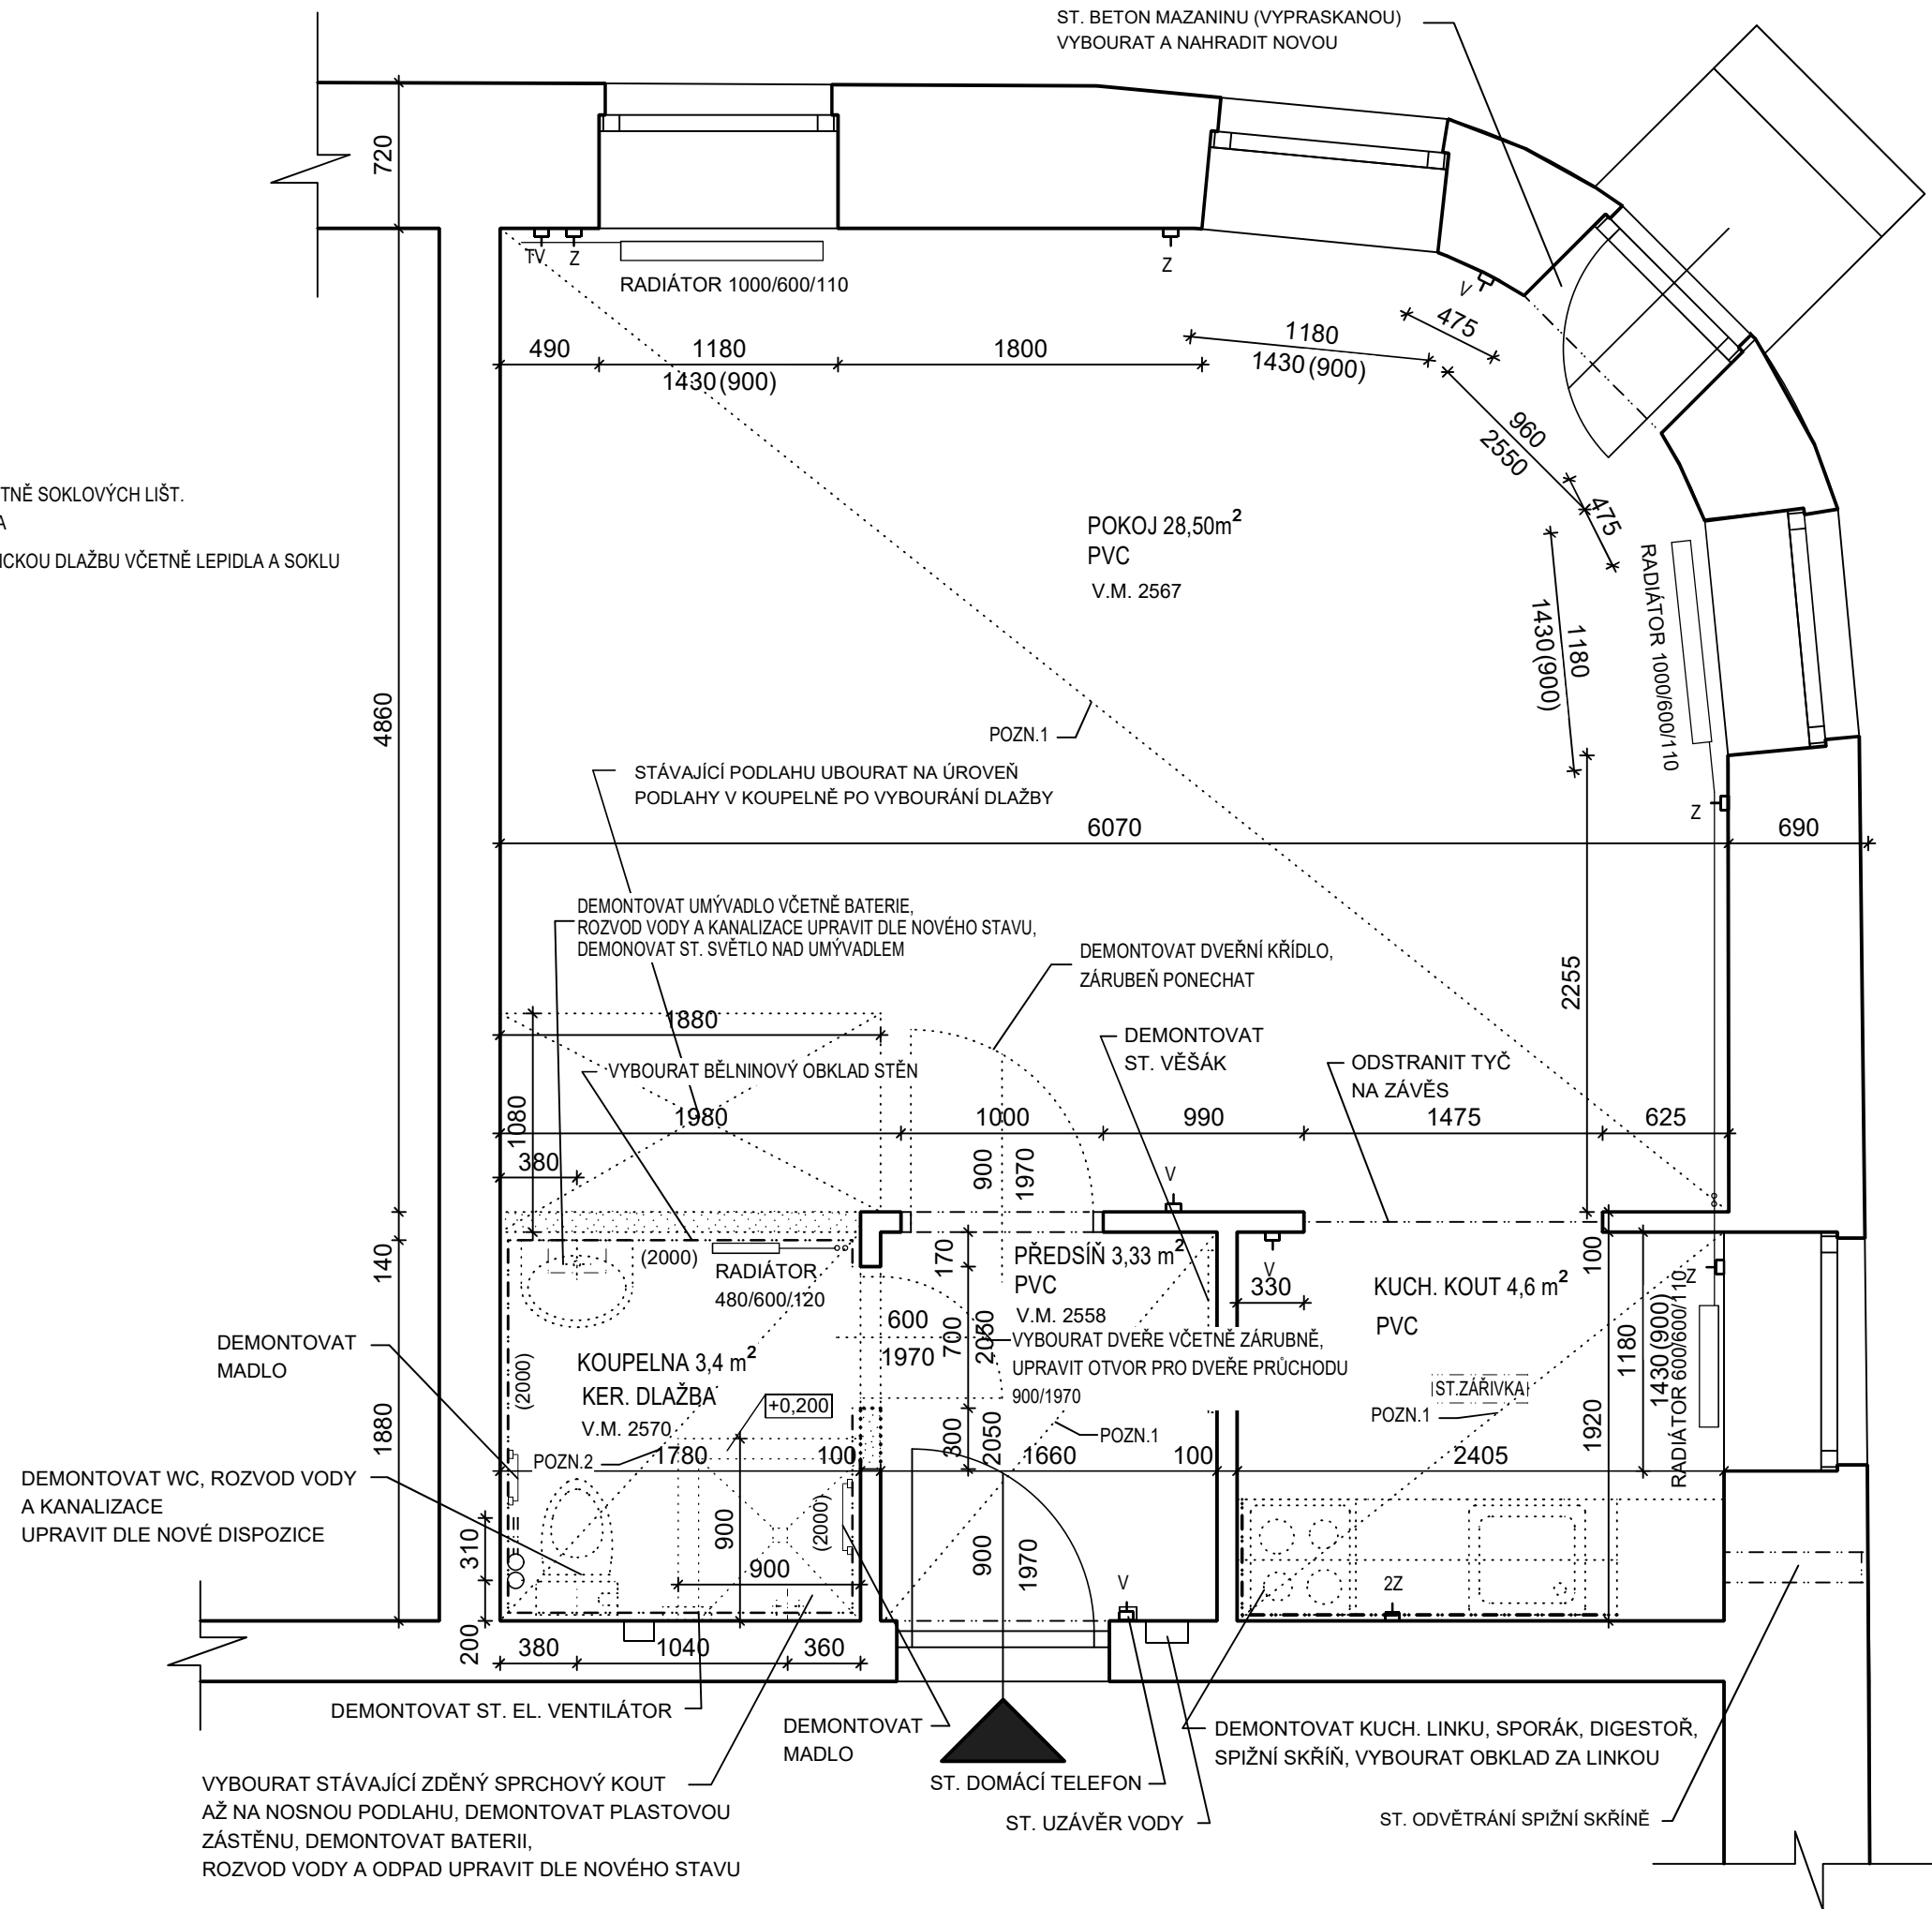 ST. BETON MAZANINU (VYPRASKANOU)
VYBOURAT A NAHRADIT NOVOU
720
TV
Z
RADIÁTOR 1000/600/110
Z
V
490
1180
1430(900)
1800
1180
1430(900)
475
960
2550
475
TNĚ SOKLOVÝCH LIŠT.
A
ICKOU DLAŽBU VČETNĚ LEPIDLA A SOKLU
POKOJ 28,50m²
PVC
V.M. 2567
1180
1430(900)
RADIÁTOR 1000/600/110
4860
POZN.1
STÁVAJÍCÍ PODLAHU UBOURAT NA ÚROVEŇ
PODLAHY V KOUPELNĚ PO VYBOURÁNÍ DLAŽBY
Z
6070
690
DEMONTOVAT UMÝVADLO VČETNĚ BATERIE,
ROZVOD VODY A KANALIZACE UPRAVIT DLE NOVÉHO STAVU,
DEMONOVAT ST. SVĚTLO NAD UMÝVADLEM
DEMONTOVAT DVEŘNÍ KŘÍDLO,
ZÁRUBEŇ PONECHAT
2255
1880
DEMONTOVAT
ST. VĚŠÁK
ODSTRANIT TYČ
NA ZÁVĚS
VYBOURAT BĚLNINOVÝ OBKLAD STĚN
1080
1980
1000
990
1475
625
380
900
1970
V
140
(2000)
RADIÁTOR
480/600/120
170
PŘEDSÍŇ 3,33 m²
PVC
V.M. 2558
V
330
KUCH. KOUT 4,6 m²
PVC
100
Z
1180
1430(900)
RADIÁTOR 600/600/110
600
1970
700
2050
VYBOURAT DVEŘE VČETNĚ ZÁRUBNĚ,
UPRAVIT OTVOR PRO DVEŘE PRŮCHODU
900/1970
DEMONTOVAT
MADLO
(2000)
KOUPELNA 3,4 m²
KER. DLAŽBA
V.M. 2570
+0,200
ST.ZÁŘIVKA
POZN.1
1880
300
2050
POZN.1
1920
POZN.2
1780
100
1660
100
2405
DEMONTOVAT WC, ROZVOD VODY
A KANALIZACE
UPRAVIT DLE NOVÉ DISPOZICE
310
900
(2000)
900
900
1970
V
2Z
200
380
1040
360
DEMONTOVAT ST. EL. VENTILÁTOR
DEMONTOVAT
MADLO
DEMONTOVAT KUCH. LINKU, SPORÁK, DIGESTOŘ,
SPIŽNÍ SKŘÍŇ, VYBOURAT OBKLAD ZA LINKOU
VYBOURAT STÁVAJÍCÍ ZDĚNÝ SPRCHOVÝ KOUT
AŽ NA NOSNOU PODLAHU, DEMONTOVAT PLASTOVOU
ZÁSTĚNU, DEMONTOVAT BATERII,
ROZVOD VODY A ODPAD UPRAVIT DLE NOVÉHO STAVU
ST. DOMÁCÍ TELEFON
ST. UZÁVĚR VODY
ST. ODVĚTRÁNÍ SPIŽNÍ SKŘÍNĚ